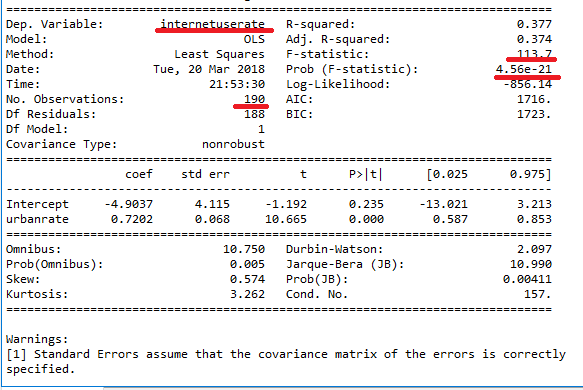 ==============================================================================
Dep. Variable:       internetuserate   R-squared:                       0.377
Model:                           OLS   Adj. R-squared:                  0.374
Method:                Least Squares   F-statistic:                     113.7
Date:               Tue, 20 Mar 2018   Prob (F-statistic):           4.56e-21
Time:                       21:53:30   Log-Likelihood:                -856.14
No. Observations:                190   AIC:                             1716.
Df Residuals:                    188   BIC:                             1723.
Df Model:                          1
Covariance Type:           nonrobust
==============================================================================
                 coef    std err          t      P>|t|      [0.025      0.975]
------------------------------------------------------------------------------
Intercept     -4.9037      4.115     -1.192      0.235     -13.021       3.213
urbanrate      0.7202      0.068     10.665      0.000       0.587       0.853
==============================================================================
Omnibus:                      10.750   Durbin-Watson:                   2.097
Prob(Omnibus):                 0.005   Jarque-Bera (JB):               10.990
Skew:                          0.574   Prob(JB):                      0.00411
Kurtosis:                      3.262   Cond. No.                         157.
==============================================================================
Warnings:
[1] Standard Errors assume that the covariance matrix of the errors is correctly
specified.